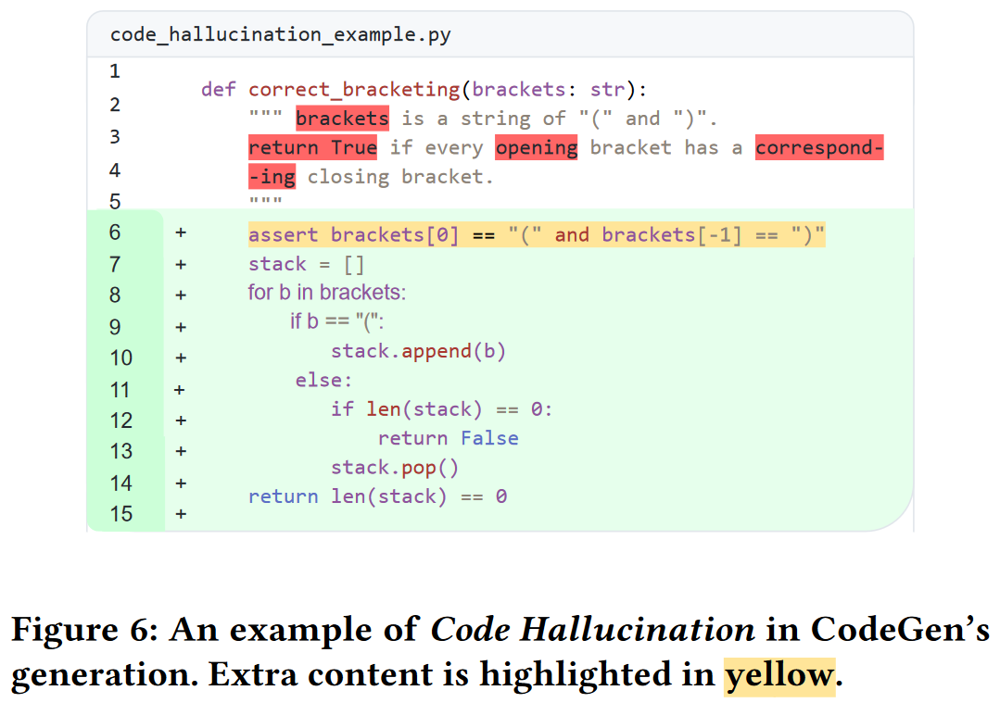 code_hallucination_example.py
1
def correct_bracketing(brackets: str):
2
""" brackets is a string of "(" and ")".
3
return True if every opening bracket has a correspond-
4
-ing closing bracket.
5
"""
6 + assert brackets[0] == "(" and brackets[-1] == ")"
7 + stack = []
8 + for b in brackets:
9 + if b == "(":
10 + stack.append(b)
11 + else:
12 + if len(stack) == 0:
13 + return False
14 + stack.pop()
15 + return len(stack) == 0
Figure 6: An example of Code Hallucination in CodeGen’s
generation. Extra content is highlighted in yellow.